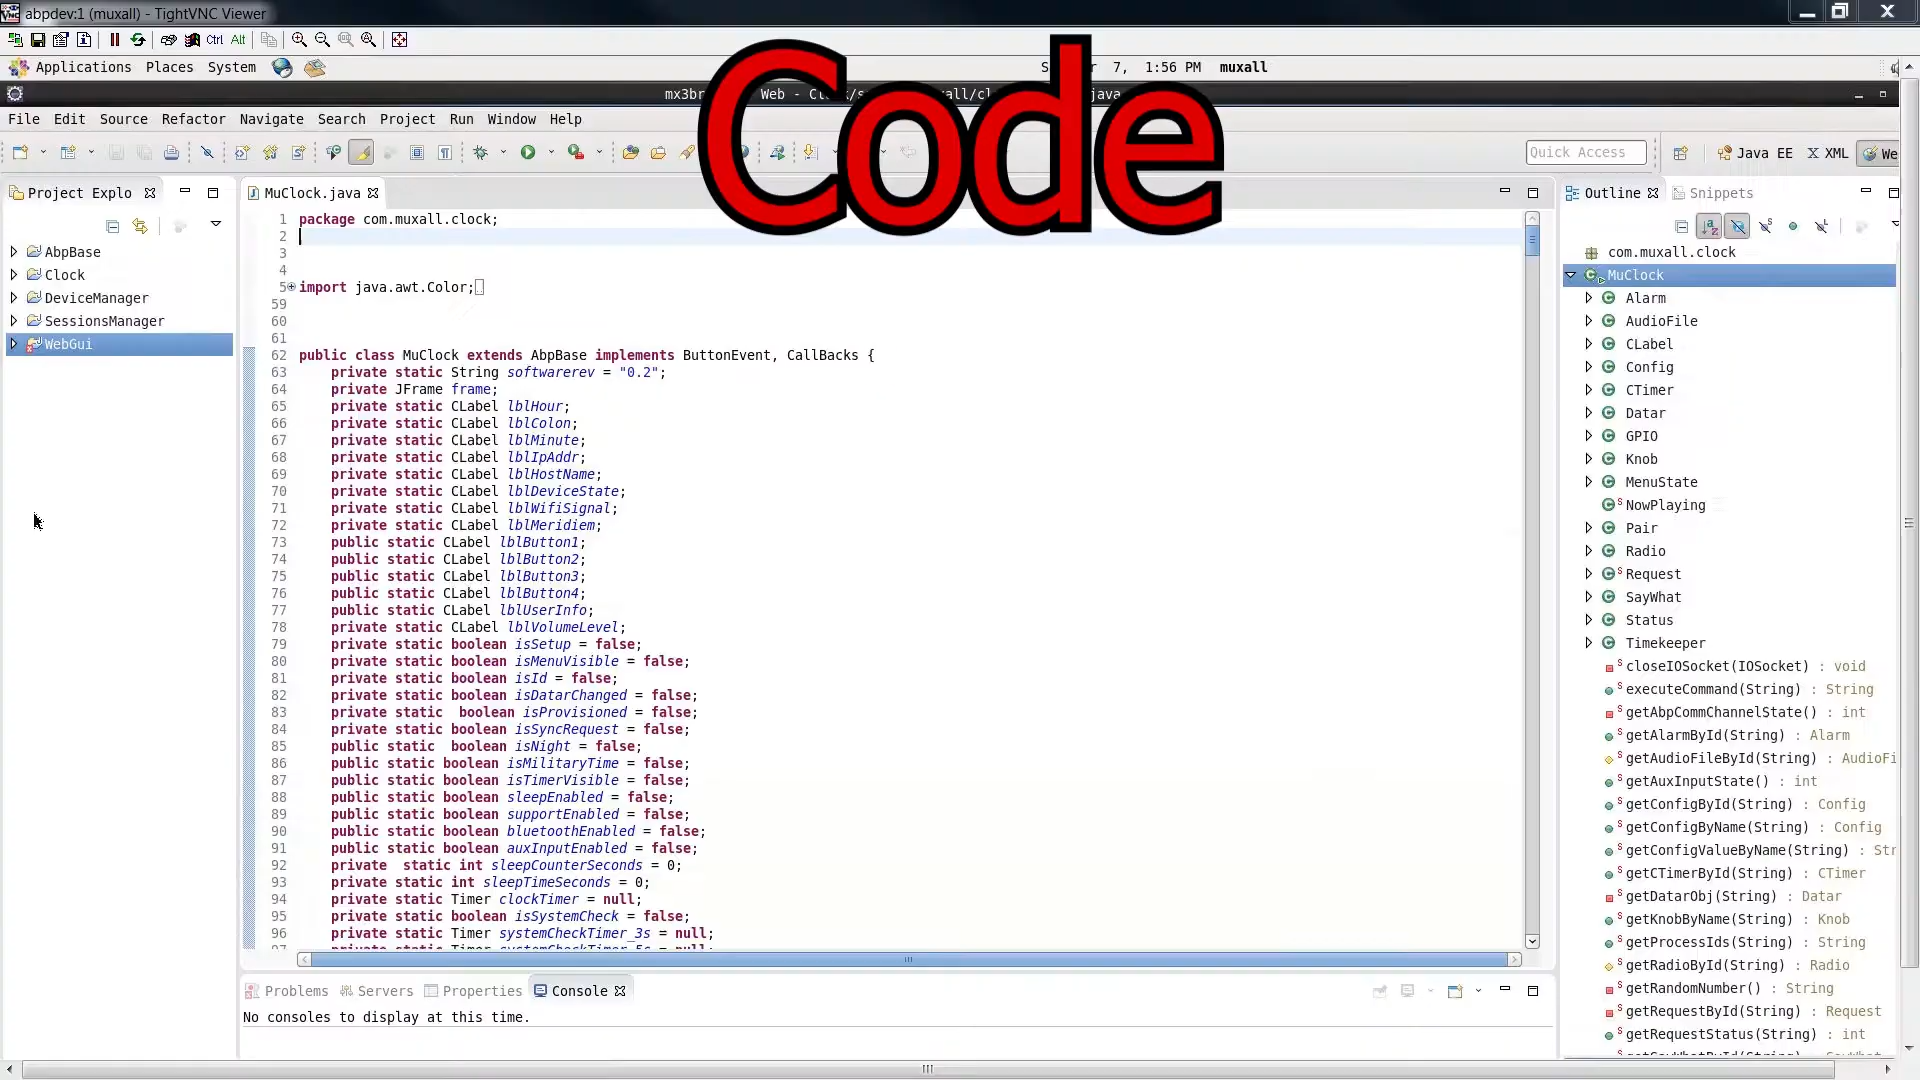 abpdev:1 (muxall) - TightVNC Viewer
Ctrl Alt
Applications Places System
7, 1:56 PM muxall
Code
File Edit Source Refactor Navigate Search Project Run Window Help
Quick Access
Java EE
XML
We
Project Explo
AbpBase
Clock
DeviceManager
SessionsManager
WebGui
MuClock.java
1 package com.muxall.clock;
2
3
4
5 import java.awt.Color;
59
60
61
62 public class MuClock extends AbpBase implements ButtonEvent, CallBacks {
63 private static String softwarerev = "0.2";
64 private JFrame frame;
65 private static CLabel lblHour;
66 private static CLabel lblColon;
67 private static CLabel lblMinute;
68 private static CLabel lblIpAddr;
69 private static CLabel lblHostName;
70 private static CLabel lblDeviceState;
71 private static CLabel lblWifiSignal;
72 private static CLabel lblMeridiem;
73 public static CLabel lblButton1;
74 public static CLabel lblButton2;
75 public static CLabel lblButton3;
76 public static CLabel lblButton4;
77 public static CLabel lblUserInfo;
78 private static CLabel lblVolumeLevel;
79 private static boolean isSetup = false;
80 private static boolean isMenuVisible = false;
81 private static boolean isId = false;
82 private static boolean isDatarChanged = false;
83 private static  boolean isProvisioned = false;
84 private static boolean isSyncRequest = false;
85 public static  boolean isNight = false;
86 public static boolean isMilitaryTime = false;
87 public static boolean isTimerVisible = false;
88 public static boolean sleepEnabled = false;
89 public static boolean supportEnabled = false;
90 public static boolean bluetoothEnabled = false;
91 public static boolean auxInputEnabled = false;
92 private  static int sleepCounterSeconds = 0;
93 private static int sleepTimeSeconds = 0;
94 private static Timer clockTimer = null;
95 private static boolean isSystemCheck = false;
96 private static Timer systemCheckTimer_3s = null;
Problems Servers Properties Console
No consoles to display at this time.
Outline Snippets
com.muxall.clock
MuClock
Alarm
AudioFile
CLabel
Config
CTimer
Datar
GPIO
Knob
MenuState
NowPlaying
Pair
Radio
Request
SayWhat
Status
Timekeeper
closeIOSocket(IOSocket) : void
executeCommand(String) : String
getAbpCommChannelState() : int
getAlarmById(String) : Alarm
getAudioFileById(String) : AudioFi
getAuxInputState() : int
getConfigById(String) : Config
getConfigByName(String) : Config
getConfigValueByName(String) : Str
getCTimerById(String) : CTimer
getDatarObj(String) : Datar
getKnobByName(String) : Knob
getProcessIds() : String
getRadioById(String) : Radio
getRandomNumber() : String
getRequestById(String) : Request
getRequestStatus(String) : int